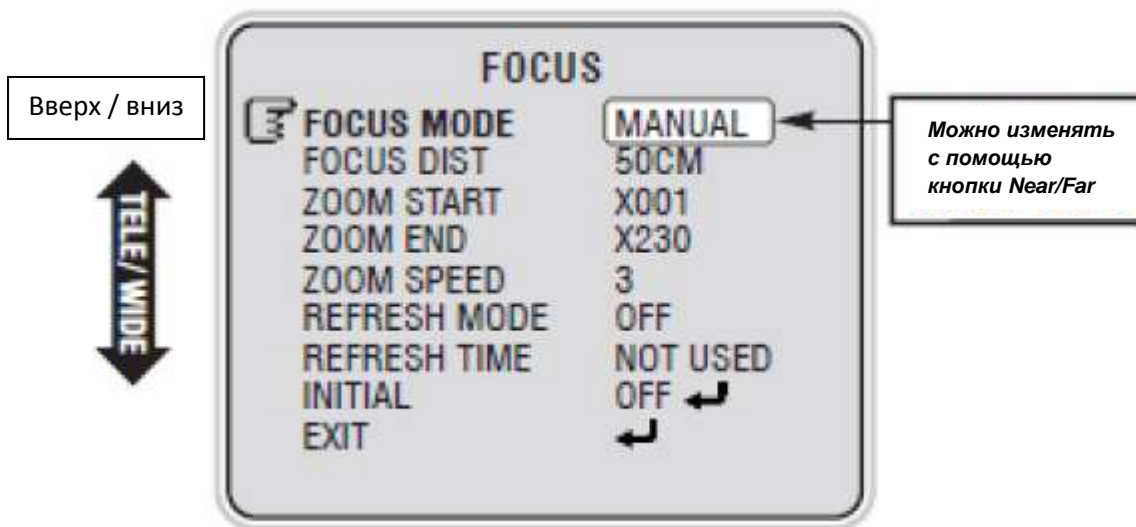 FOCUS
Вверх / вниз
TELE/WIDE
FOCUS MODE MANUAL
FOCUS DIST 50CM
ZOOM START X001
ZOOM END X230
ZOOM SPEED 3
REFRESH MODE OFF
REFRESH TIME NOT USED
INITIAL OFF
EXIT
Можно изменять
с помощью
кнопки Near/Far